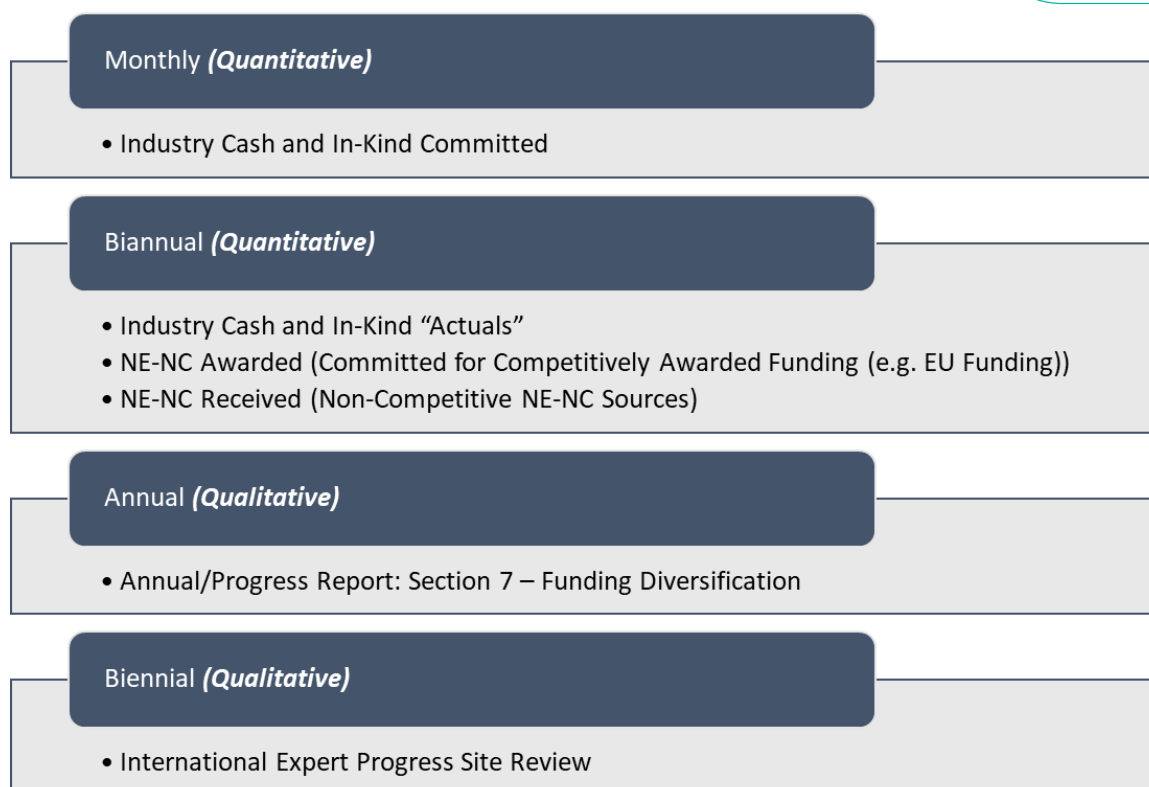 Monthly (Quantitative)
• Industry Cash and In-Kind Committed
Biannual (Quantitative)
• Industry Cash and In-Kind “Actuals”
• NE-NC Awarded (Committed for Competitively Awarded Funding (e.g. EU Funding))
• NE-NC Received (Non-Competitive NE-NC Sources)
Annual (Qualitative)
• Annual/Progress Report: Section 7 – Funding Diversification
Biennial (Qualitative)
• International Expert Progress Site Review